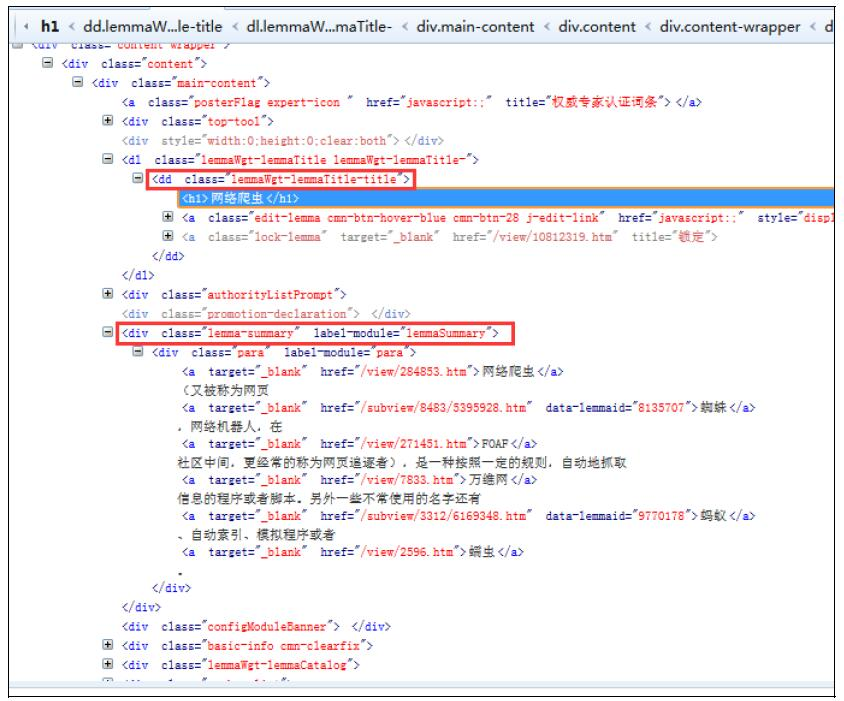 h1 < dd.lemmaW...le-title < dl.lemmaW...maTitle- < div.main-content < div.content < div.content-wrapper < d
<div class="content-wrapper">
<div class="content">
<div class="main-content">
<a class="posterFlag expert-icon " href="javascript:;" title="权威专家认证词条"></a>
<div class="top-tool">
<div style="width:0;height:0;clear:both"></div>
<dl class="lemmaWgt-lemmaTitle lemmaWgt-lemmaTitle-">
<dd class="lemmaWgt-lemmaTitle-title">
<h1>网络爬虫</h1>
<a class="edit-lemma cmn-btn-hover-blue cmn-btn-28 j-edit-link" href="javascript:;" style="displ
<a class="lock-lemma" target="_blank" href="/view/10812319.htm" title="锁定">
</dd>
</dl>
<div class="authorityListPrompt">
<div class="promotion-declaration"> </div>
<div class="lemma-summary" label-module="lemmaSummary">
<div class="para" label-module="para">
<a target="_blank" href="/view/284853.htm">网络爬虫</a>
（又被称为网页
<a target="_blank" href="/subview/8483/5395928.htm" data-lemmaid="8135707">蜘蛛</a>
，网络机器人，在
<a target="_blank" href="/view/271451.htm">FOAF</a>
社区中间，更经常的称为网页追逐者），是一种按照一定的规则，自动地抓取
<a target="_blank" href="/view/7833.htm">万维网</a>
信息的程序或者脚本。另外一些不常使用的名字还有
<a target="_blank" href="/subview/3312/6169348.htm" data-lemmaid="9770178">蚂蚁</a>
、自动索引、模拟程序或者
<a target="_blank" href="/view/2596.htm">蠕虫</a>
。
</div>
</div>
<div class="configModuleBanner"> </div>
<div class="basic-info cmn-clearfix">
<div class="lemmaWgt-lemmaCatalog">